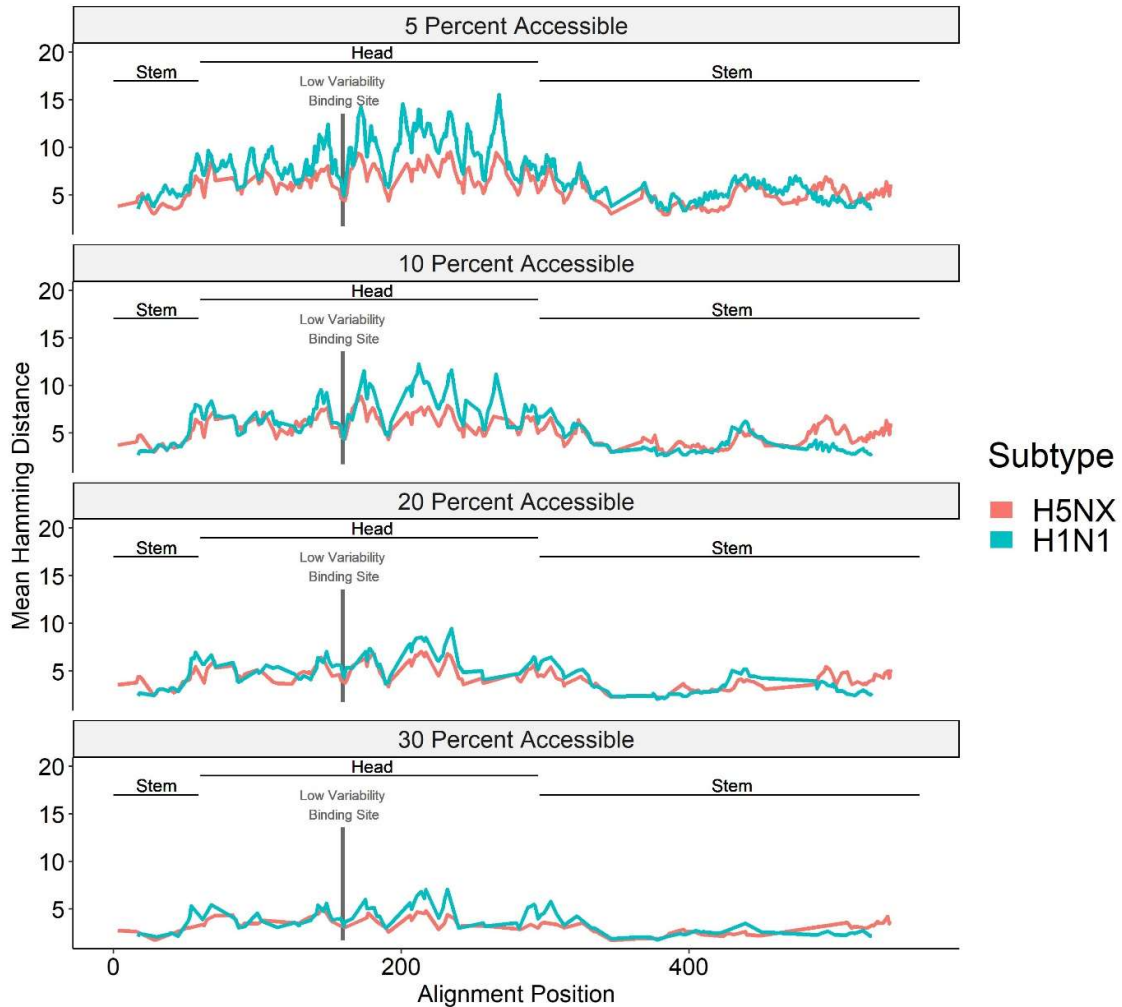 5 Percent Accessible
20
Head
Stem
Stem
Low Variability
Binding Site
15
10
5
10 Percent Accessible
20
Head
Stem
Stem
Low Variability
Binding Site
15
10
5
20 Percent Accessible
20
Head
Stem
Stem
Low Variability
Binding Site
15
10
5
30 Percent Accessible
20
Head
Stem
Stem
Low Variability
Binding Site
15
10
5
0
200
400
Alignment Position
Mean Hamming Distance
Subtype
H5NX
H1N1